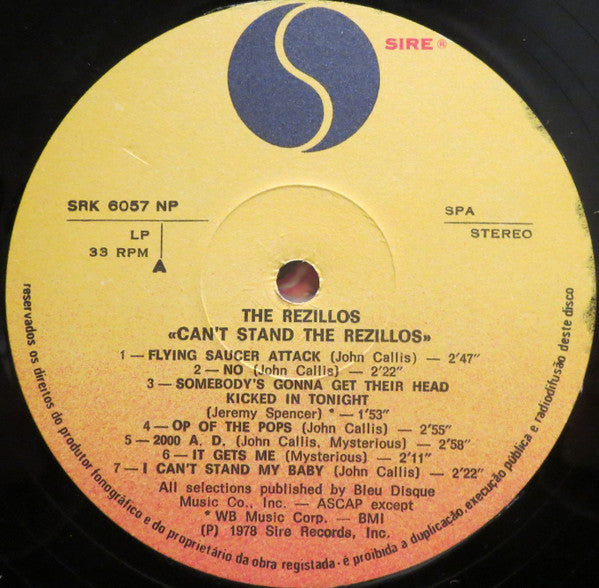 SIRE ®
SRK 6057 NP
LP
33 RPM
A
SPA
STEREO
THE REZILLOS
«CAN'T STAND THE REZILLOS»
1 — FLYING SAUCER ATTACK (John Callis) — 2'47"
2 — NO (John Callis) — 2'22"
3 — SOMEBODY'S GONNA GET THEIR HEAD
KICKED IN TONIGHT
(Jeremy Spencer) * — 1'53"
4 — OP OF THE POPS (John Callis) — 2'55"
5 — 2000 A. D. (John Callis, Mysterious) — 2'58"
6 — IT GETS ME (Mysterious) — 2'11"
7 — I CAN'T STAND MY BABY (John Callis) — 2'22"
All selections published by Bleu Disque
Music Co., Inc. — ASCAP except
* WB Music Corp. — BMI
(P) 1978 Sire Records, Inc.
reservados os direitos do produtor fonográfico e do proprietário da obra registada - é proibida a duplicação, execução pública e radiodifusão deste disco